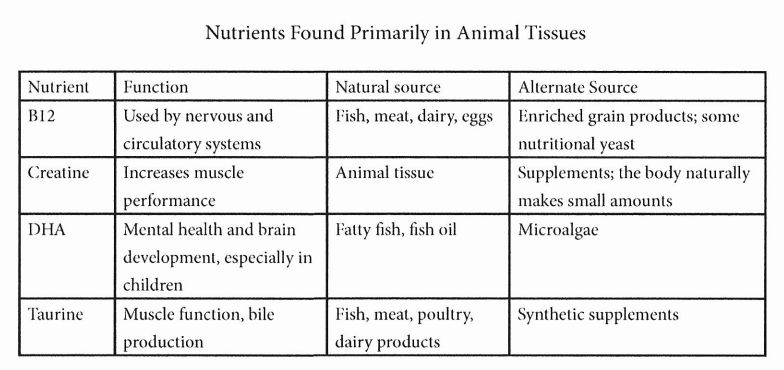 Nutrients Found Primarily in Animal Tissues
Nutrient Function Natural source Alternate Source
B12 Used by nervous and Fish, meat, dairy, eggs Enriched grain products; some
circulatory systems nutritional yeast
Creatine Increases muscle Animal tissue Supplements; the body naturally
performance makes small amounts
DHA Mental health and brain Fatty fish, fish oil Microalgae
development, especially in
children
Taurine Muscle function, bile Fish, meat, poultry, Synthetic supplements
production dairy products